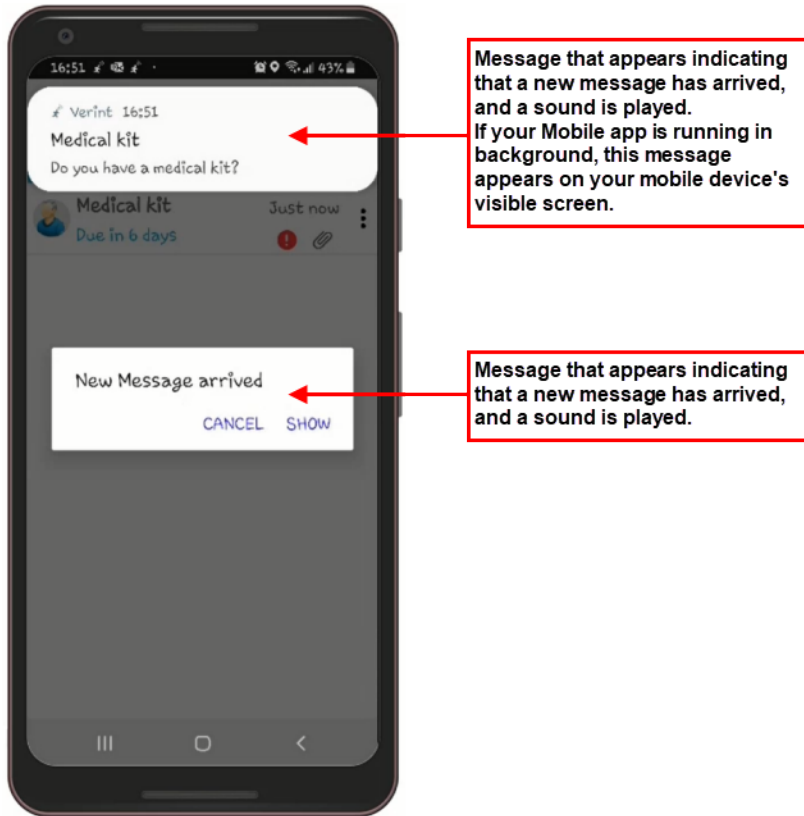 16:51 43%
Verint 16:51
Medical kit
Do you have a medical kit?
Medical kit Just now
Due in 6 days
New Message arrived
CANCEL SHOW
Message that appears indicating
that a new message has arrived,
and a sound is played.
If your Mobile app is running in
background, this message
appears on your mobile device's
visible screen.
Message that appears indicating
that a new message has arrived,
and a sound is played.